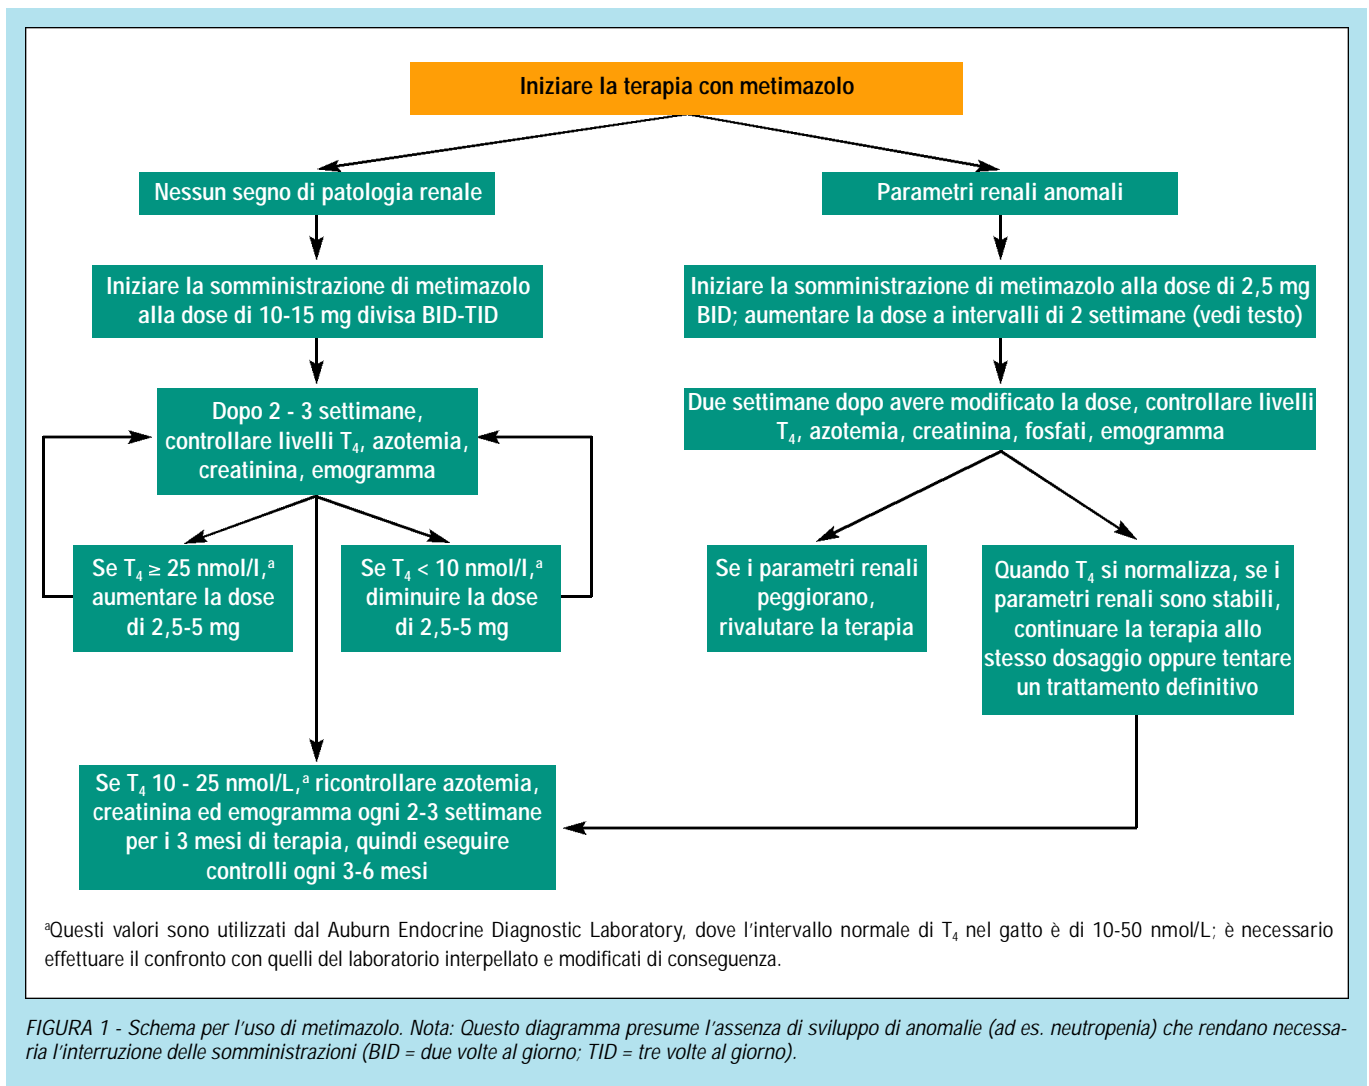 Iniziare la terapia con metimazolo
Nessun segno di patologia renale
Parametri renali anomali
Iniziare la somministrazione di metimazolo
alla dose di 10-15 mg divisa BID-TID
Iniziare la somministrazione di metimazolo alla dose di 2,5 mg
BID; aumentare la dose a intervalli di 2 settimane (vedi testo)
Dopo 2 - 3 settimane,
controllare livelli T₄, azotemia,
creatinina, emogramma
Due settimane dopo avere modificato la dose, controllare livelli
T₄, azotemia, creatinina, fosfati, emogramma
Se T₄ ≥ 25 nmol/l,ᵃ
aumentare la dose
di 2,5-5 mg
Se T₄ < 10 nmol/l,ᵃ
diminuire la dose
di 2,5-5 mg
Se i parametri renali
peggiorano,
rivalutare la terapia
Quando T₄ si normalizza, se i
parametri renali sono stabili,
continuare la terapia allo
stesso dosaggio oppure tentare
un trattamento definitivo
Se T₄ 10 - 25 nmol/L,ᵃ ricontrollare azotemia,
creatinina ed emogramma ogni 2-3 settimane
per i 3 mesi di terapia, quindi eseguire
controlli ogni 3-6 mesi
ᵃQuesti valori sono utilizzati dal Auburn Endocrine Diagnostic Laboratory, dove l'intervallo normale di T₄ nel gatto è di 10-50 nmol/L; è necessario
effettuare il confronto con quelli del laboratorio interpellato e modificati di conseguenza.
FIGURA 1 - Schema per l'uso di metimazolo. Nota: Questo diagramma presume l'assenza di sviluppo di anomalie (ad es. neutropenia) che rendano necessa-
ria l'interruzione delle somministrazioni (BID = due volte al giorno; TID = tre volte al giorno).